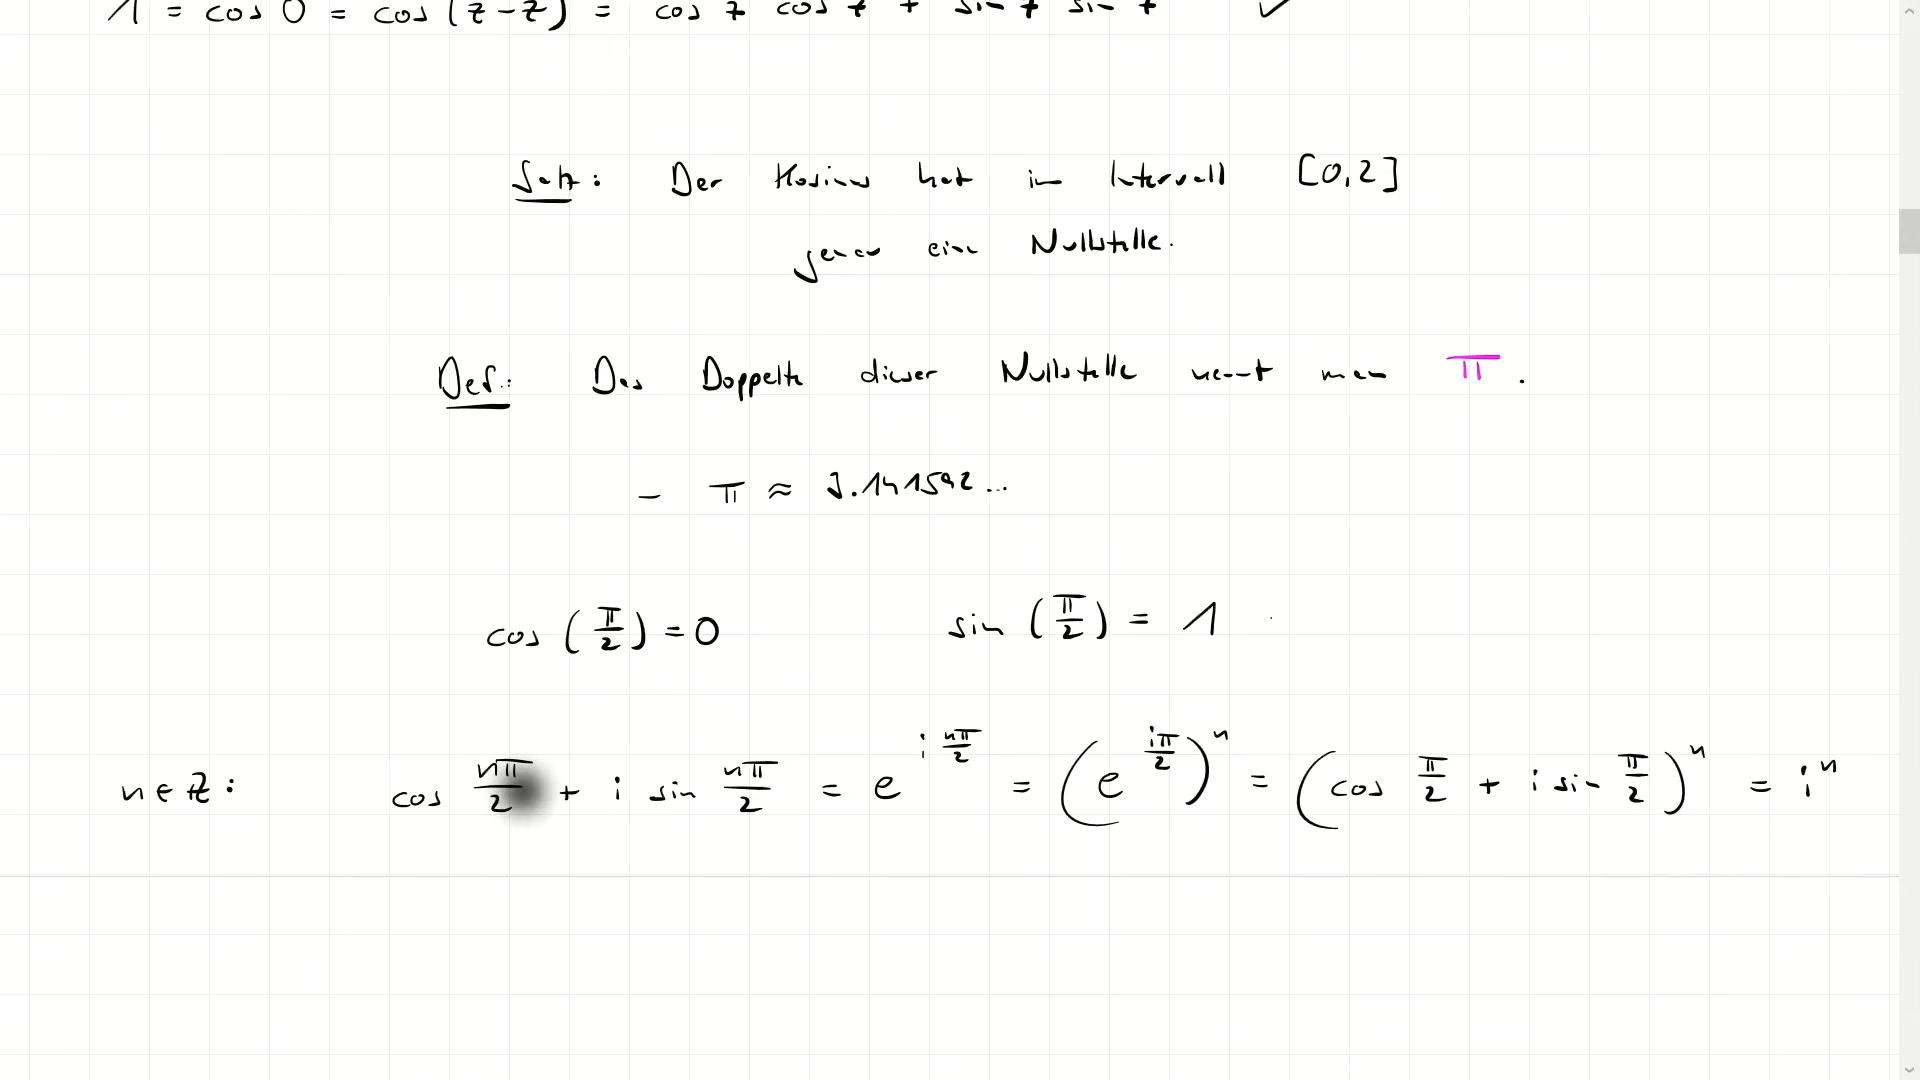 1 = cos 0 = cos (z-z) = cos z cos z + sin z sin z ✓
Satz: Der Kosinus hat im Intervall [0,2]
genau eine Nullstelle.
Def.: Das Doppelte dieser Nullstelle nennt man π.
- π ≈ 3.141592...
cos (π/2) = 0 sin (π/2) = 1
n ∈ ℤ: cos nπ/2 + i sin nπ/2 = e^(i nπ/2) = (e^(iπ/2))^n = (cos π/2 + i sin π/2)^n = i^n